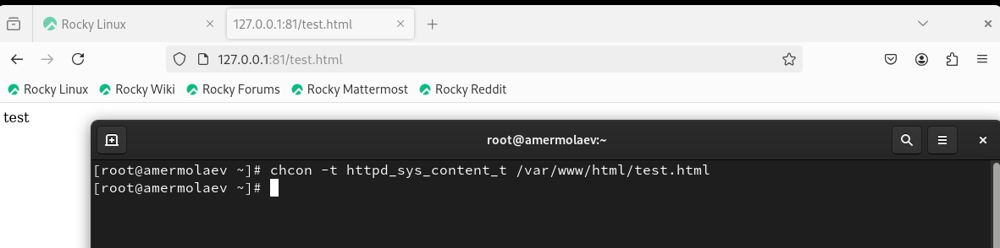 Rocky Linux
127.0.0.1:81/test.html
127.0.0.1:81/test.html
Rocky Linux Rocky Wiki Rocky Forums Rocky Mattermost Rocky Reddit
test
root@amermolaev:~
[root@amermolaev ~]# chcon -t httpd_sys_content_t /var/www/html/test.html
[root@amermolaev ~]#